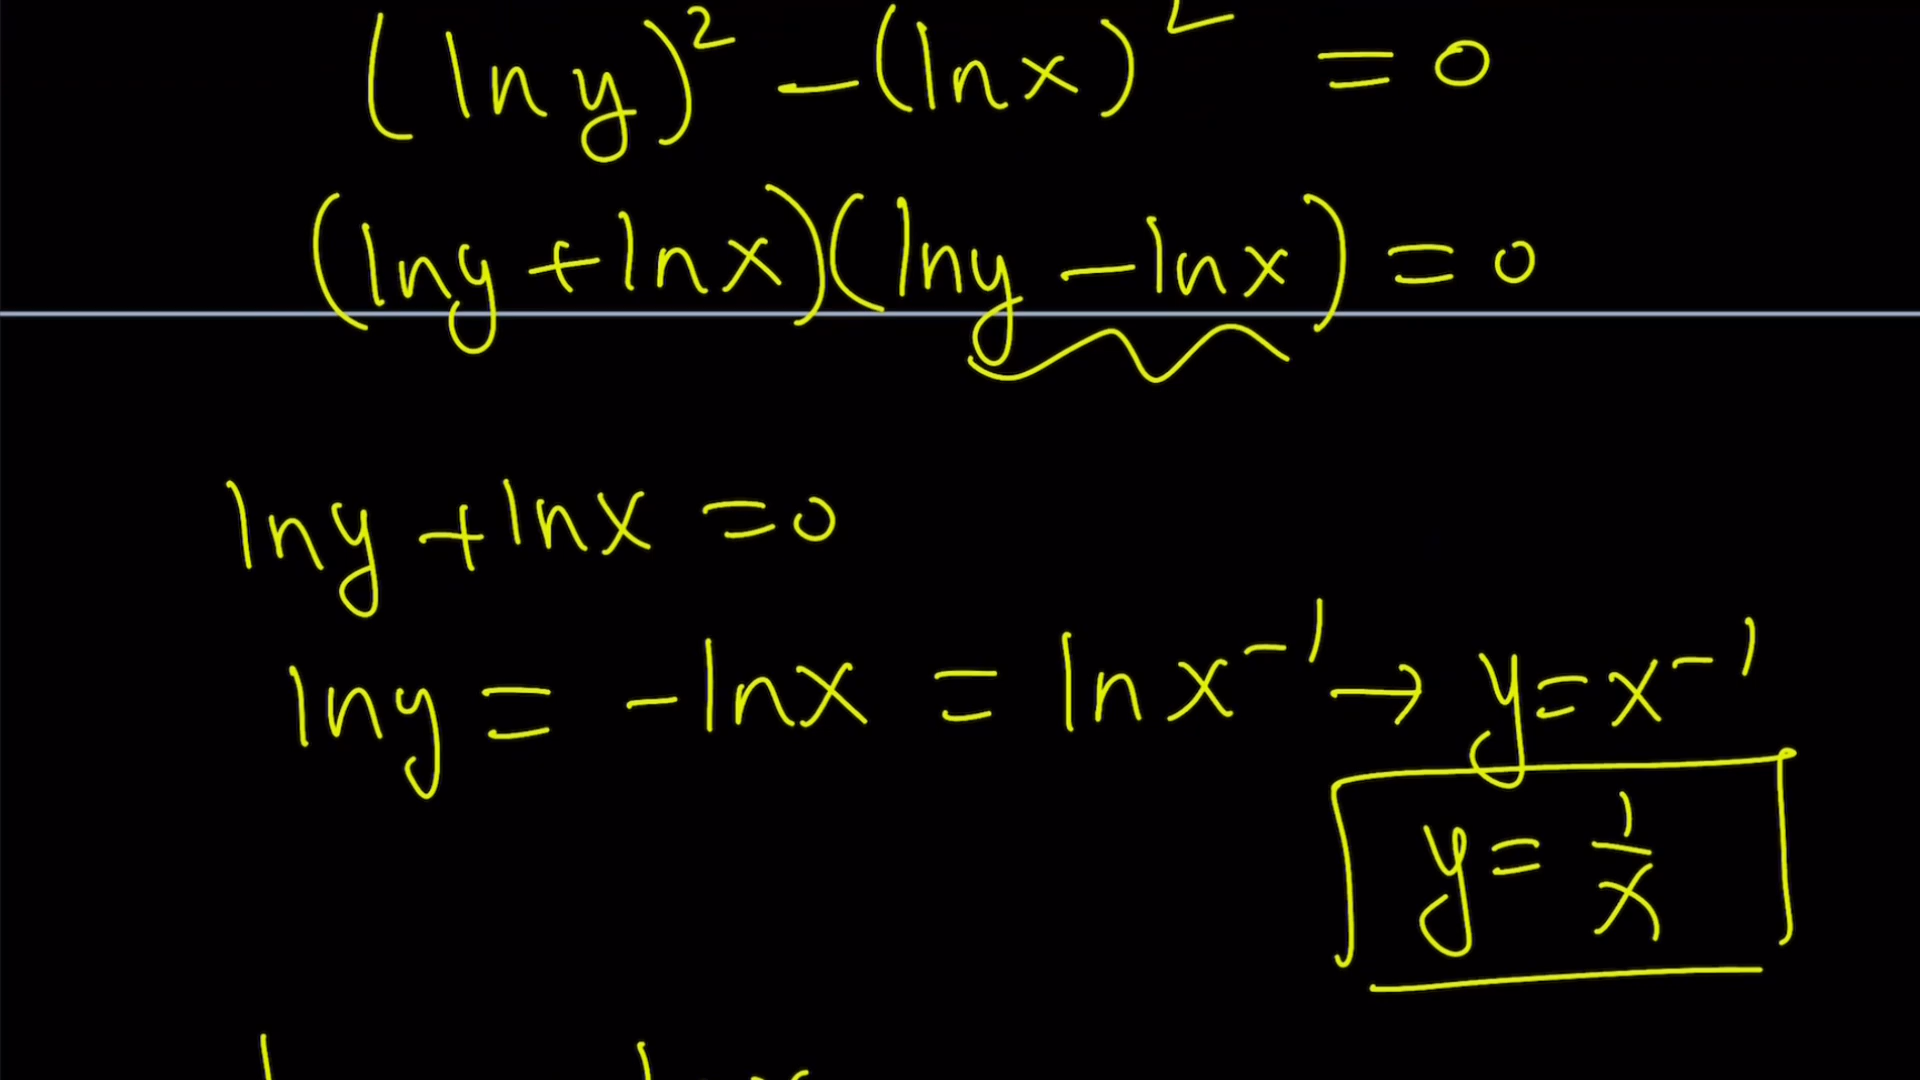 (ln y)² - (ln x)² = 0
(ln y + ln x)(ln y - ln x) = 0
ln y + ln x = 0
ln y = - ln x = ln x⁻¹ → y = x⁻¹
y = 1/x